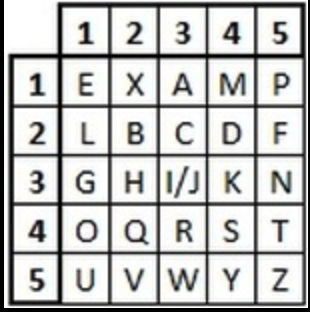 1 2 3 4 5
1 E X A M P
2 L B C D F
3 G H I/J K N
4 O Q R S T
5 U V W Y Z